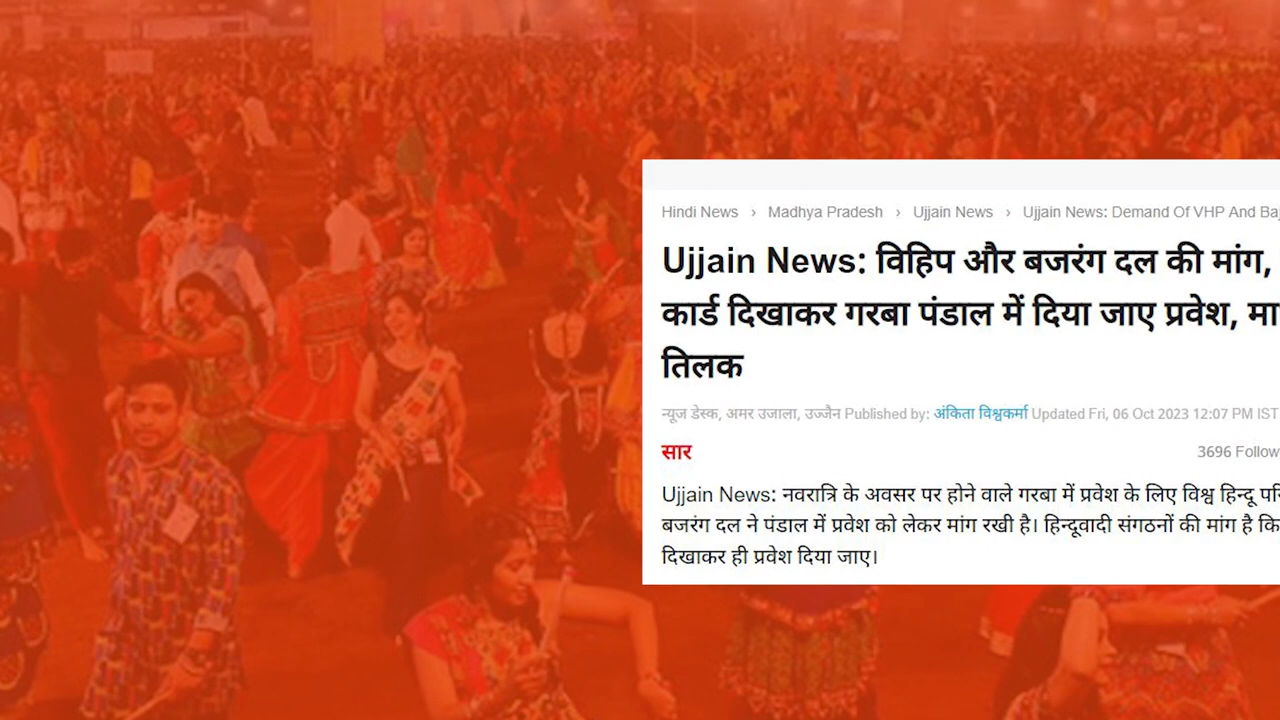 Hindi News › Madhya Pradesh › Ujjain News › Ujjain News: Demand Of VHP And
Ujjain News: विहिप और बजरंग दल की मांग,
कार्ड दिखाकर गरबा पंडाल में दिया जाए प्रवेश,
तिलक
न्यूज डेस्क, अमर उजाला, उज्जैन Published by: अंकिता विश्वकर्मा Updated Fri, 06 Oct 2023 12:07 PM IST
सार
3696
Ujjain News: नवरात्रि के अवसर पर होने वाले गरबा में प्रवेश के लिए विश्व हिन्दू
बजरंग दल ने पंडाल में प्रवेश को लेकर मांग रखी है। हिन्दूवादी संगठनों की मांग है कि
दिखाकर ही प्रवेश दिया जाए।